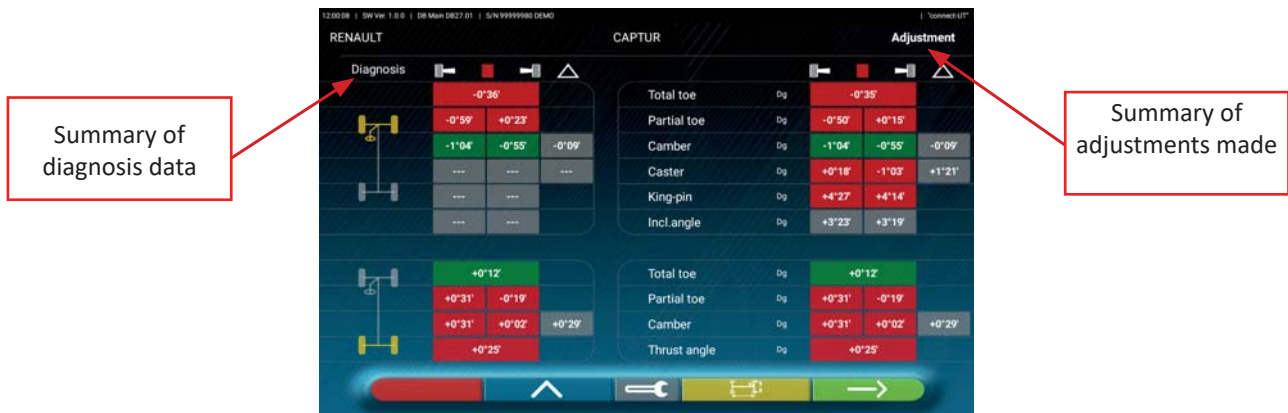 12:00:08 | SW Ver. 1.0.0 | DB Main DB27.01 | S/N 99999980 DEMO | "connect-UT"
RENAULT CAPTUR Adjustment
Diagnosis
-0°36' Total toe Dg -0°35'
-0°59' +0°23' Partial toe Dg -0°50' +0°15'
-1°04' -0°55' -0°09' Camber Dg -1°04' -0°55' -0°09'
--- --- --- Caster Dg +0°18' -1°03' +1°21'
--- --- King-pin Dg +4°27' +4°14'
--- --- Incl.angle Dg +3°23' +3°19'
+0°12' Total toe Dg +0°12'
+0°31' -0°19' Partial toe Dg +0°31' -0°19'
+0°31' +0°02' +0°29' Camber Dg +0°31' +0°02' +0°29'
+0°25' Thrust angle Dg +0°25'
Summary of
diagnosis data
Summary of
adjustments made